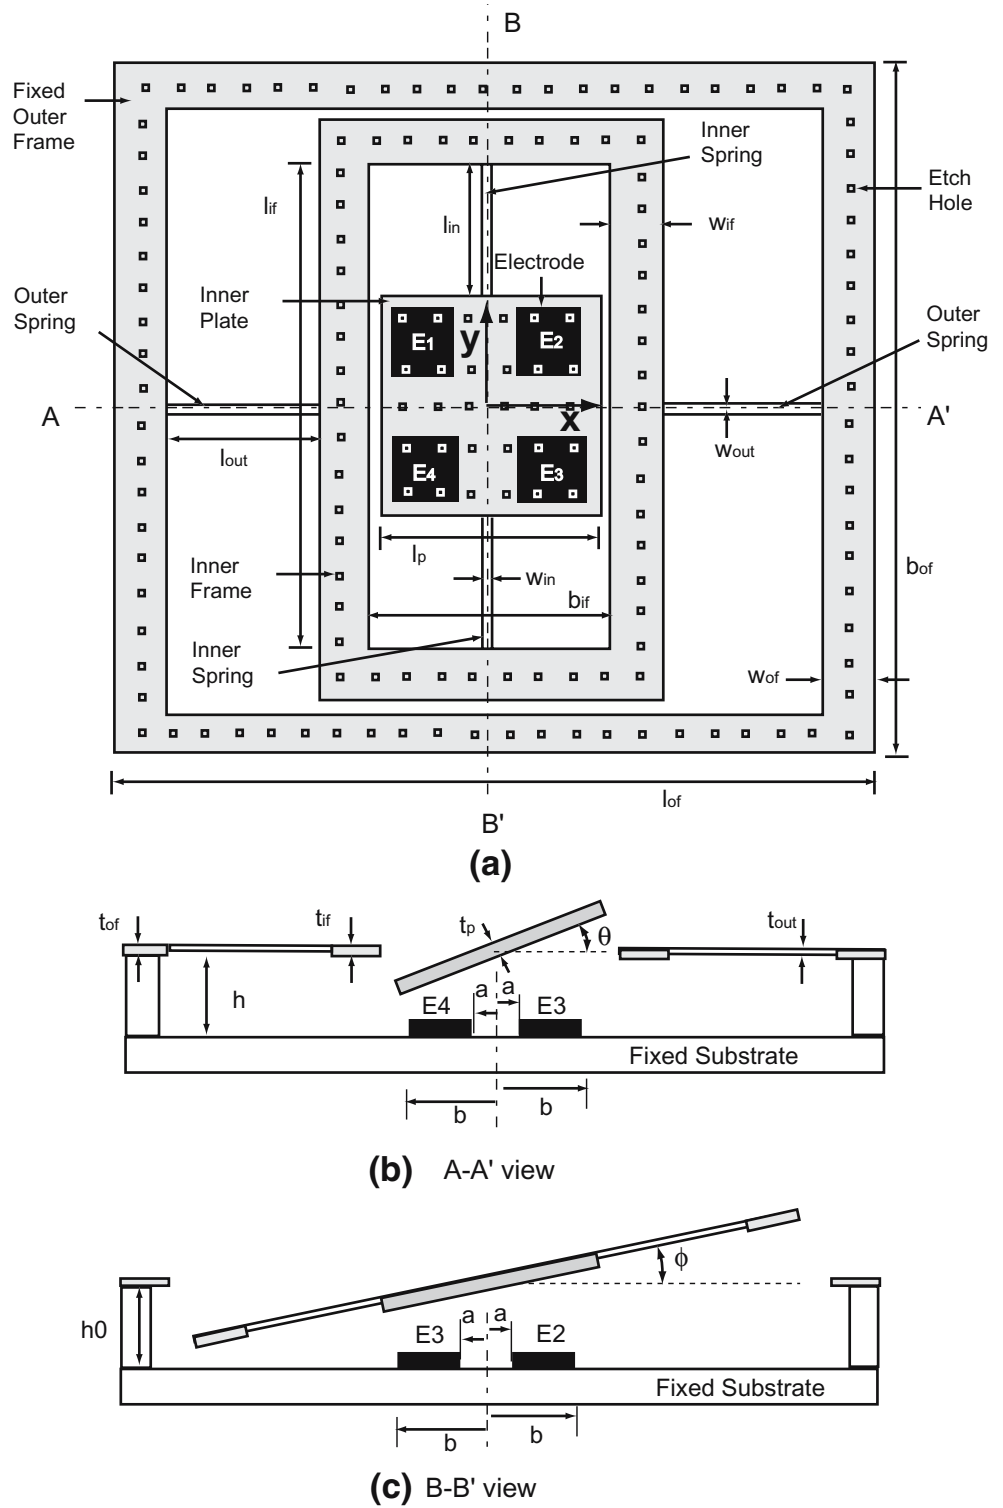 B
Fixed
Outer
Frame
Inner
Spring
Etch
Hole
lif
lin
wif
Electrode
Outer
Spring
Inner
Plate
Outer
Spring
E1
y
E2
A
x
A'
lout
wout
E4
E3
Inner
Frame
lp
win
bif
bof
Inner
Spring
wof
lof
B'
(a)
tof
tif
tp
θ
tout
h
a
a
E4
E3
Fixed Substrate
b
b
(b) A-A' view
ϕ
h0
a
a
E3
E2
Fixed Substrate
b
b
(c) B-B' view